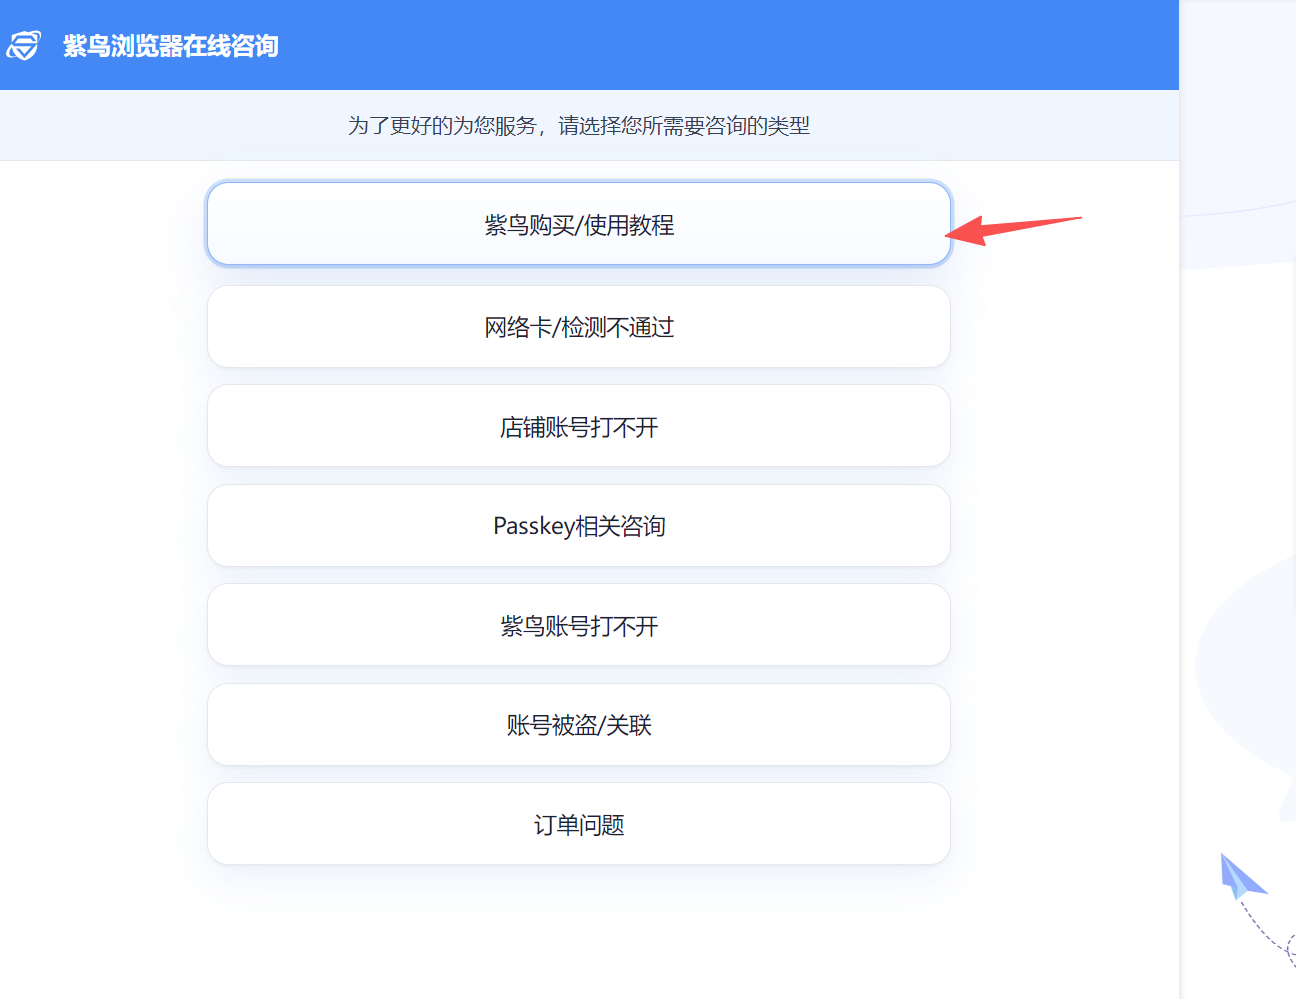 紫鸟浏览器在线咨询
为了更好的为您服务，请选择您所需要咨询的类型
紫鸟购买/使用教程
网络卡/检测不通过
店铺账号打不开
Passkey相关咨询
紫鸟账号打不开
账号被盗/关联
订单问题